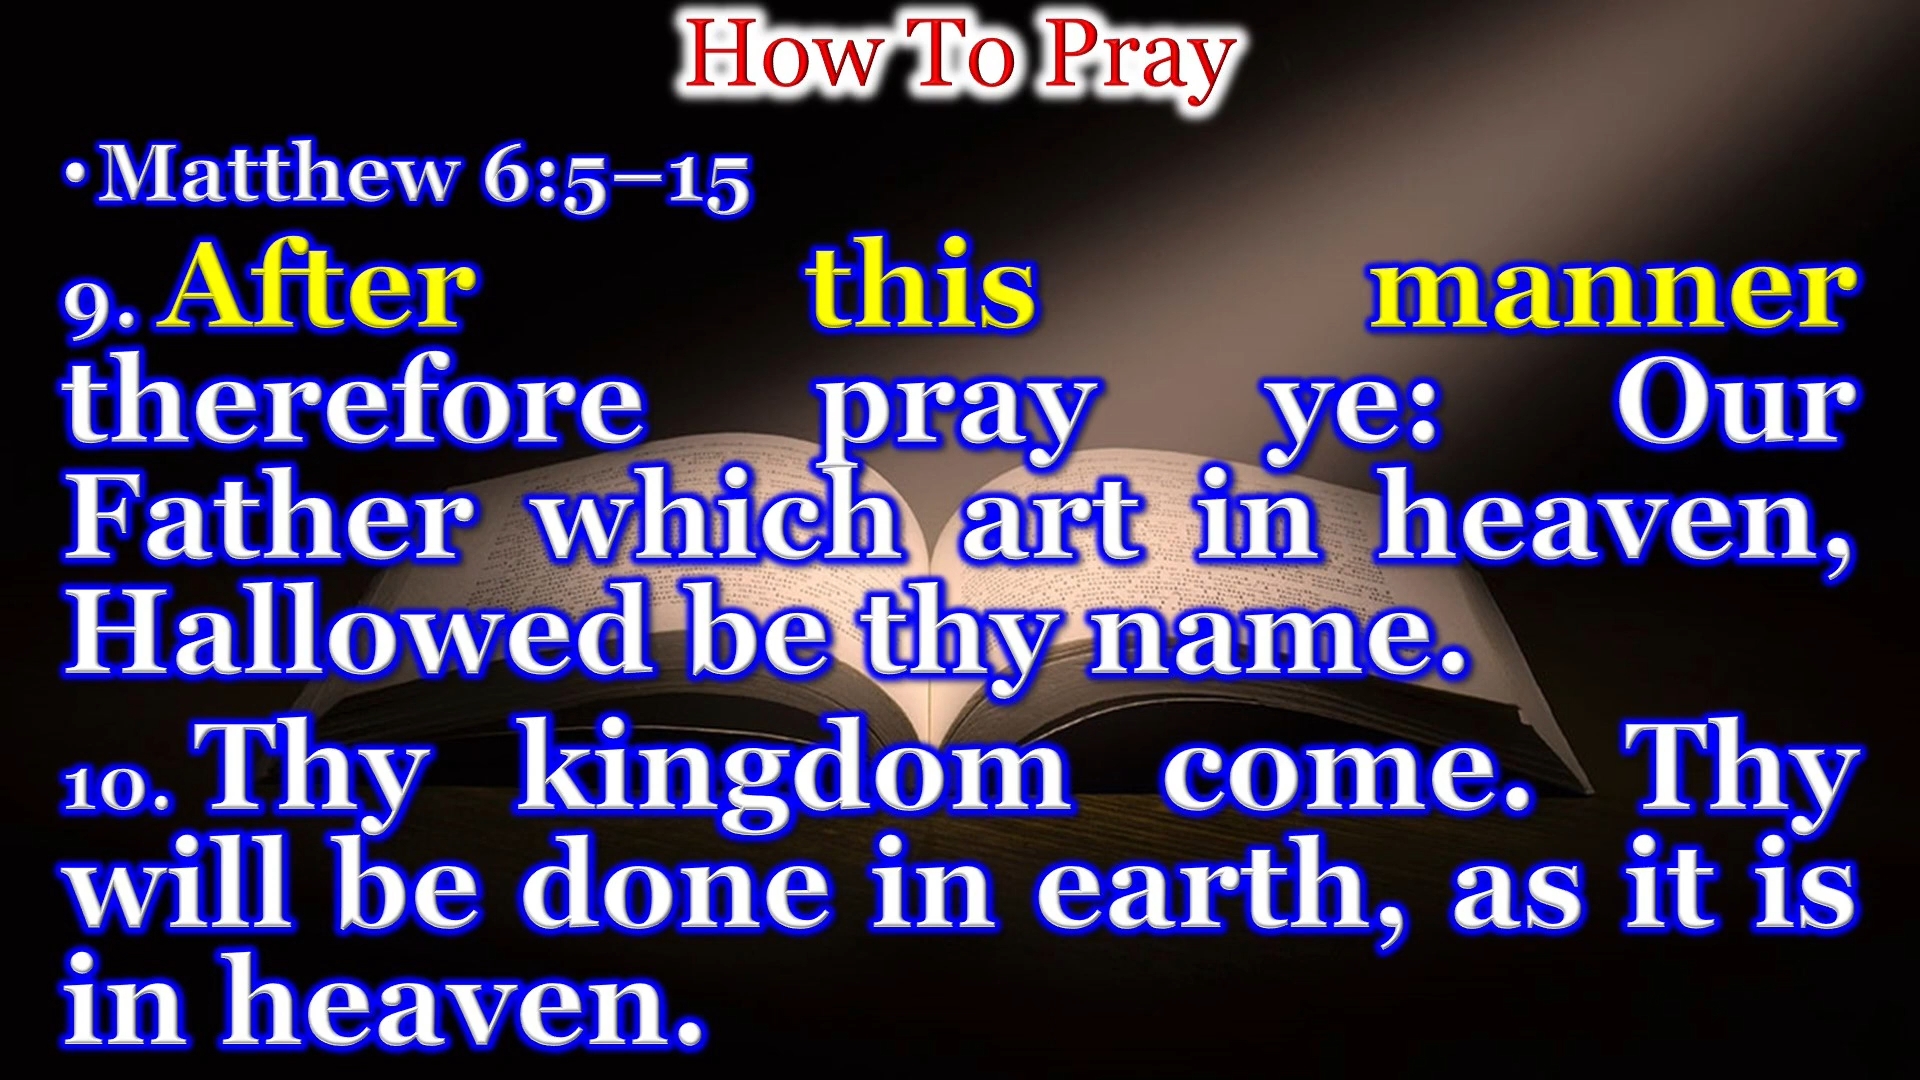 How To Pray
•Matthew 6:5–15
9. After this manner
therefore pray ye: Our
Father which art in heaven,
Hallowed be thy name.
10. Thy kingdom come. Thy
will be done in earth, as it is
in heaven.